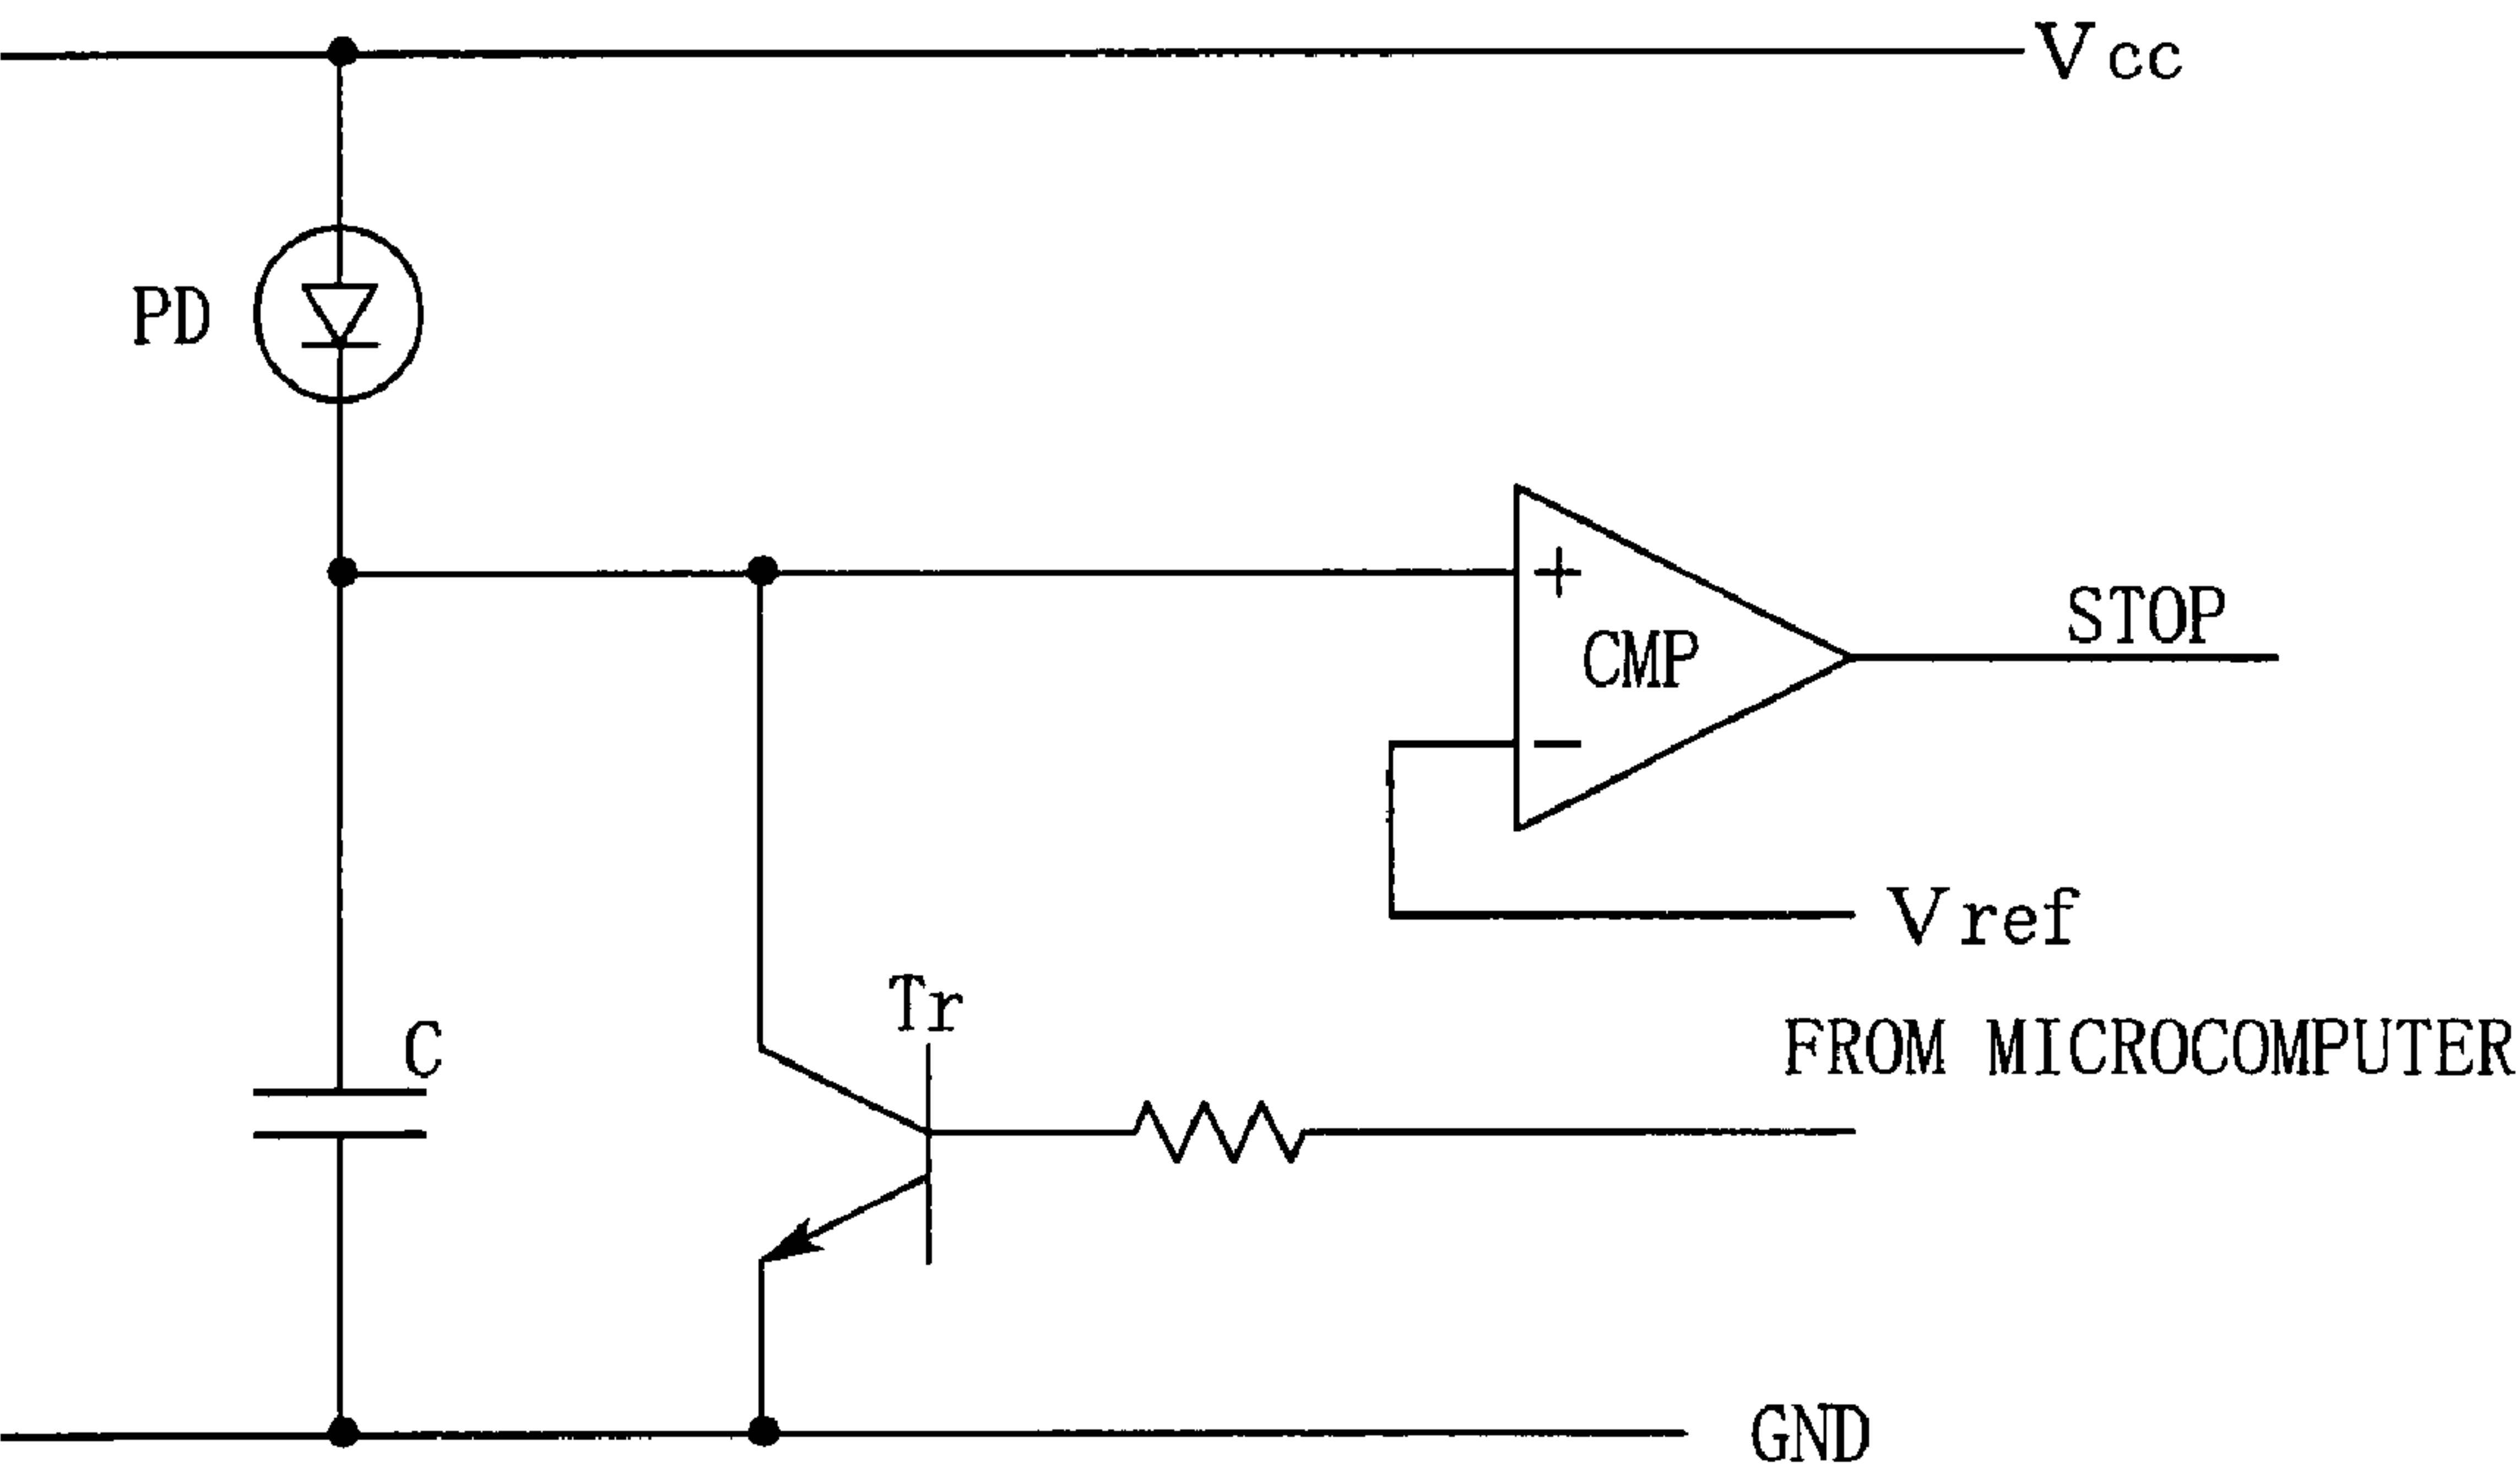 Vcc
PD
+
CMP
STOP
−
Vref
Tr
C
FROM MICROCOMPUTER
GND